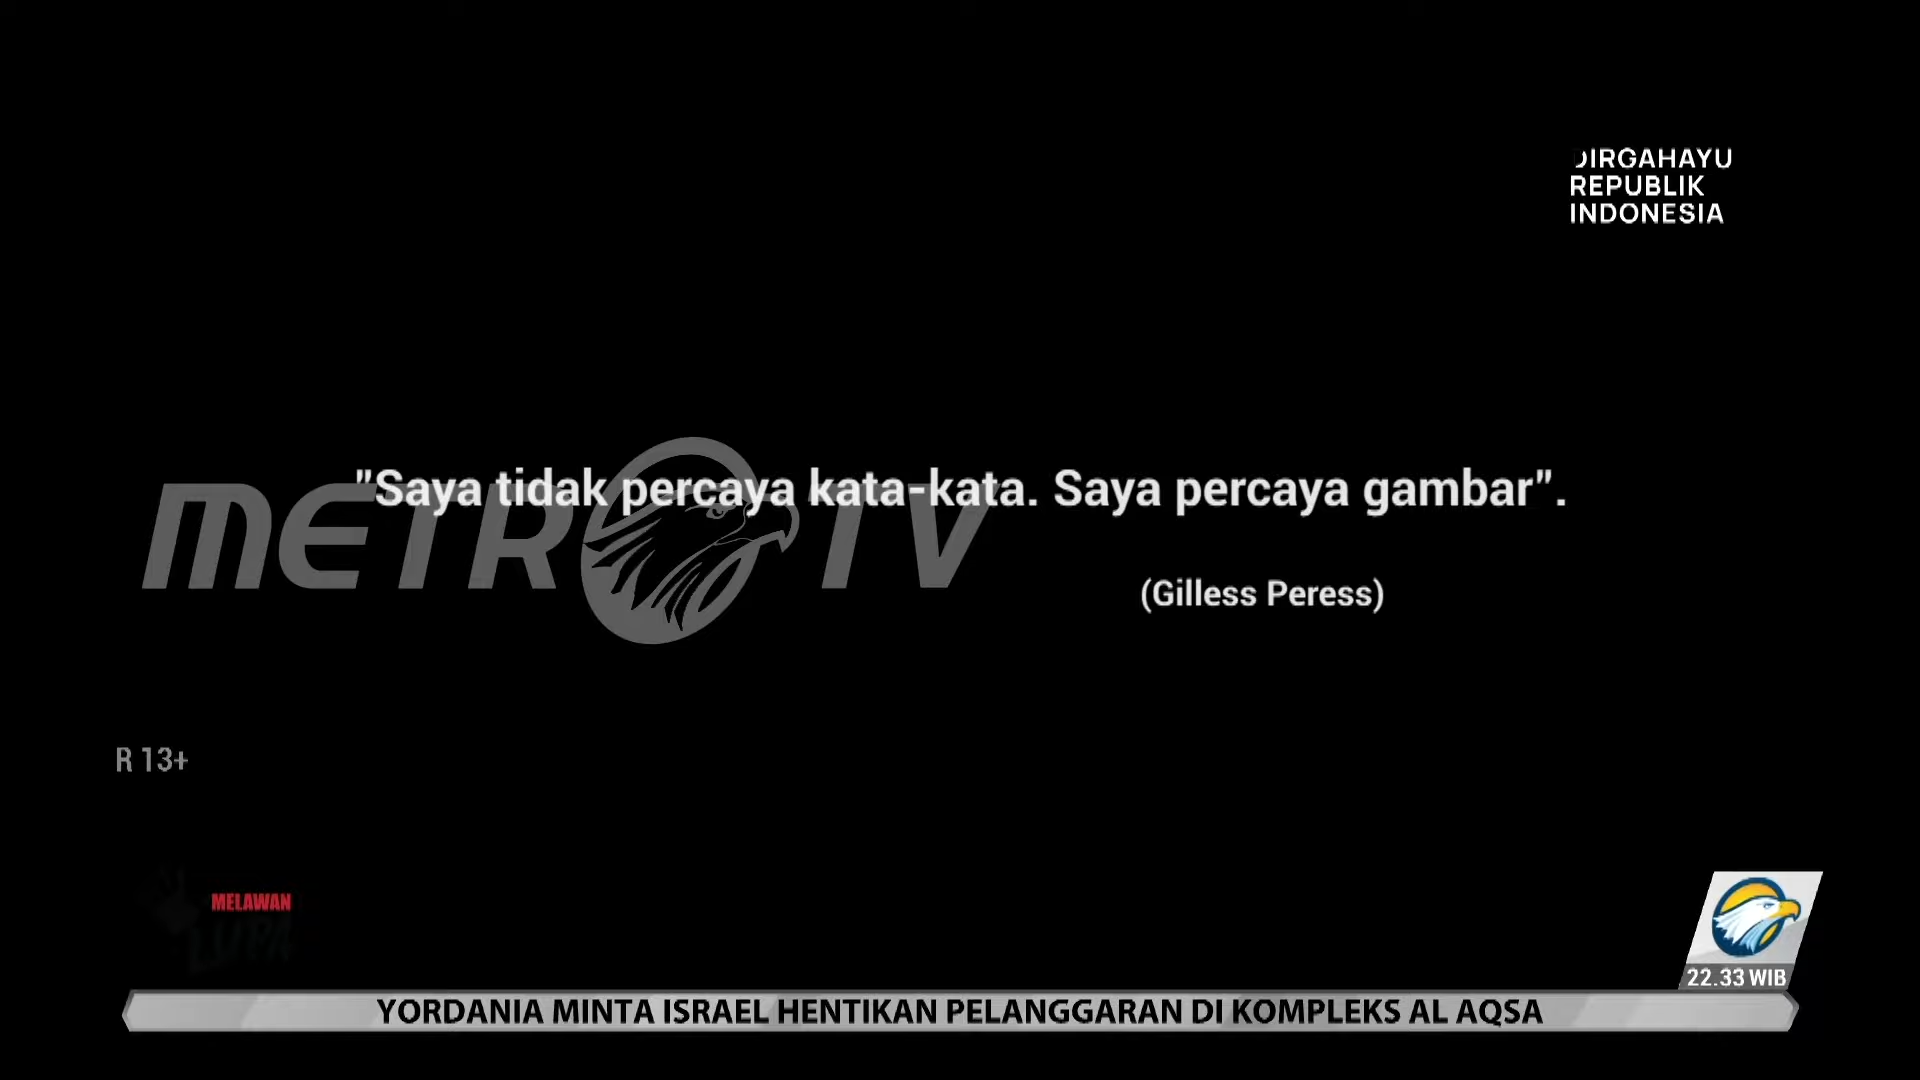 DIRGAHAYU
REPUBLIK
INDONESIA
"Saya tidak percaya kata-kata. Saya percaya gambar".
METRO TV
(Gilless Peress)
R 13+
MELAWAN
LUPA
22.33 WIB
YORDANIA MINTA ISRAEL HENTIKAN PELANGGARAN DI KOMPLEKS AL AQSA